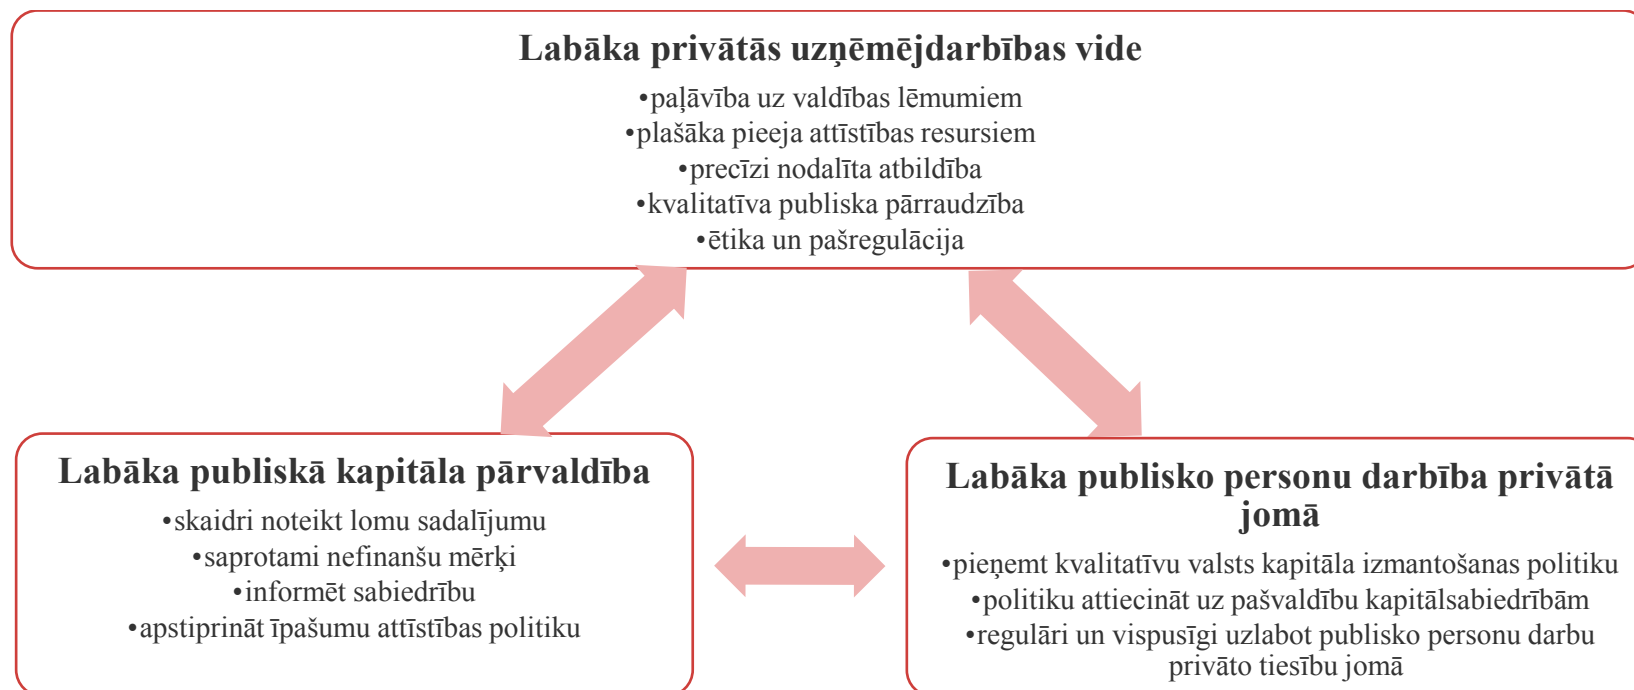 Labāka privātās uzņēmējdarbības vide
•paļāvība uz valdības lēmumiem
•plašāka pieeja attīstības resursiem
•precīzi nodalīta atbildība
•kvalitatīva publiska pārraudzība
•ētika un pašregulācija
Labāka publiskā kapitāla pārvaldība
•skaidri noteikt lomu sadalījumu
•saprotami nefinanšu mērķi
•informēt sabiedrību
•apstiprināt īpašumu attīstības politiku
Labāka publisko personu darbība privātā
jomā
•pieņemt kvalitatīvu valsts kapitāla izmantošanas politiku
•politiku attiecināt uz pašvaldību kapitālsabiedrībām
•regulāri un vispusīgi uzlabot publisko personu darbu
privāto tiesību jomā